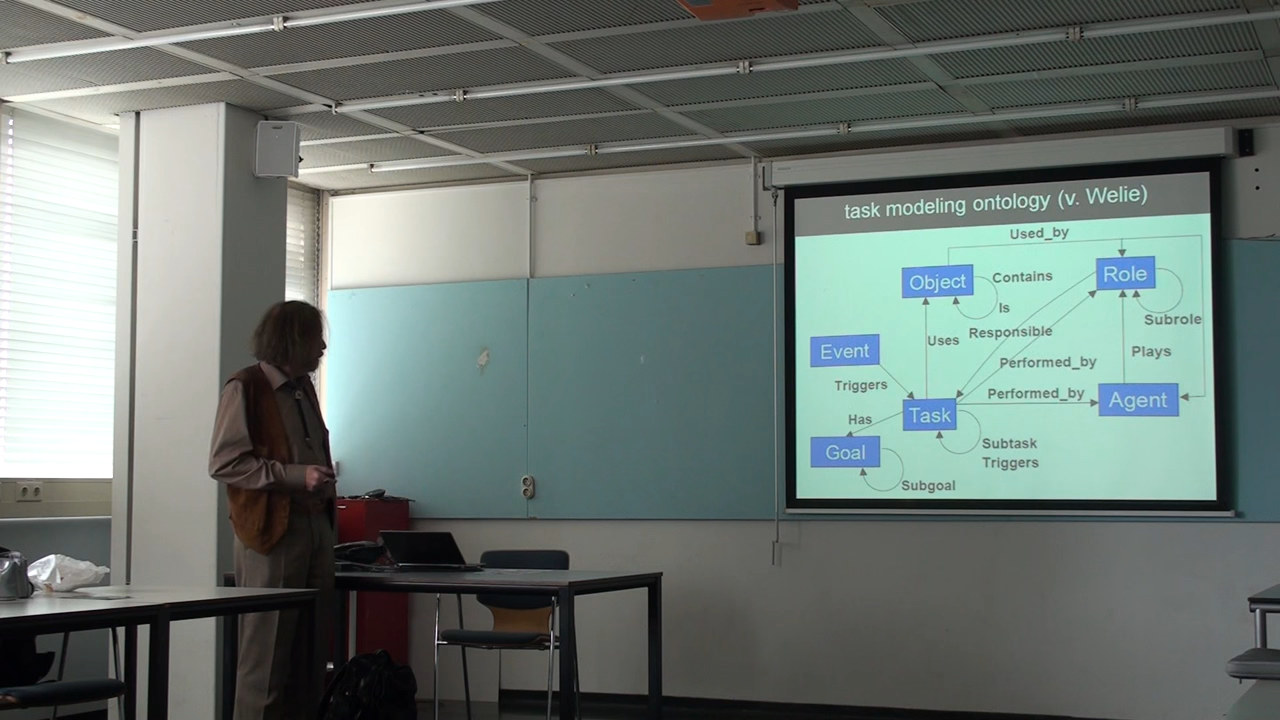 task modeling ontology (v. Welie)
Used_by
Object
Contains
Is
Role
Subrole
Uses
Responsible
Event
Triggers
Performed_by
Plays
Performed_by
Agent
Has
Task
Goal
Subtask
Triggers
Subgoal